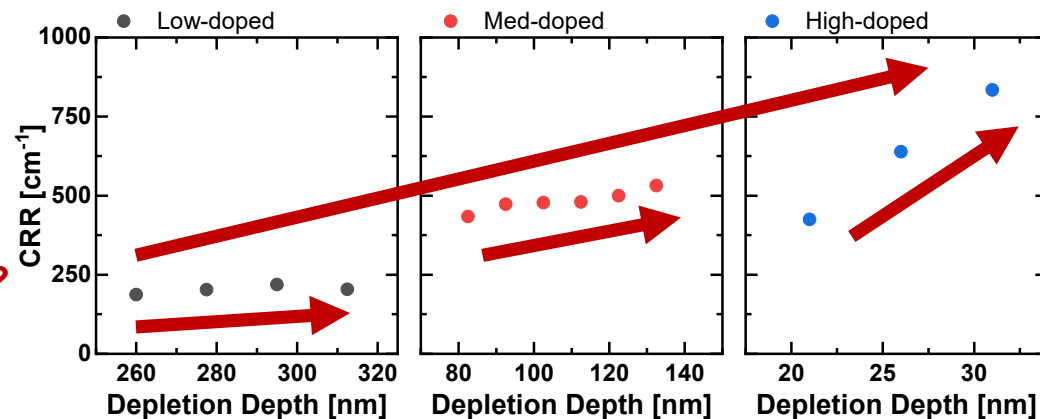 Low-doped Med-doped High-doped
1000
750
500
250
0
CRR [cm⁻¹]
260 280 300 320 80 100 120 140 20 25 30
Depletion Depth [nm] Depletion Depth [nm] Depletion Depth [nm]